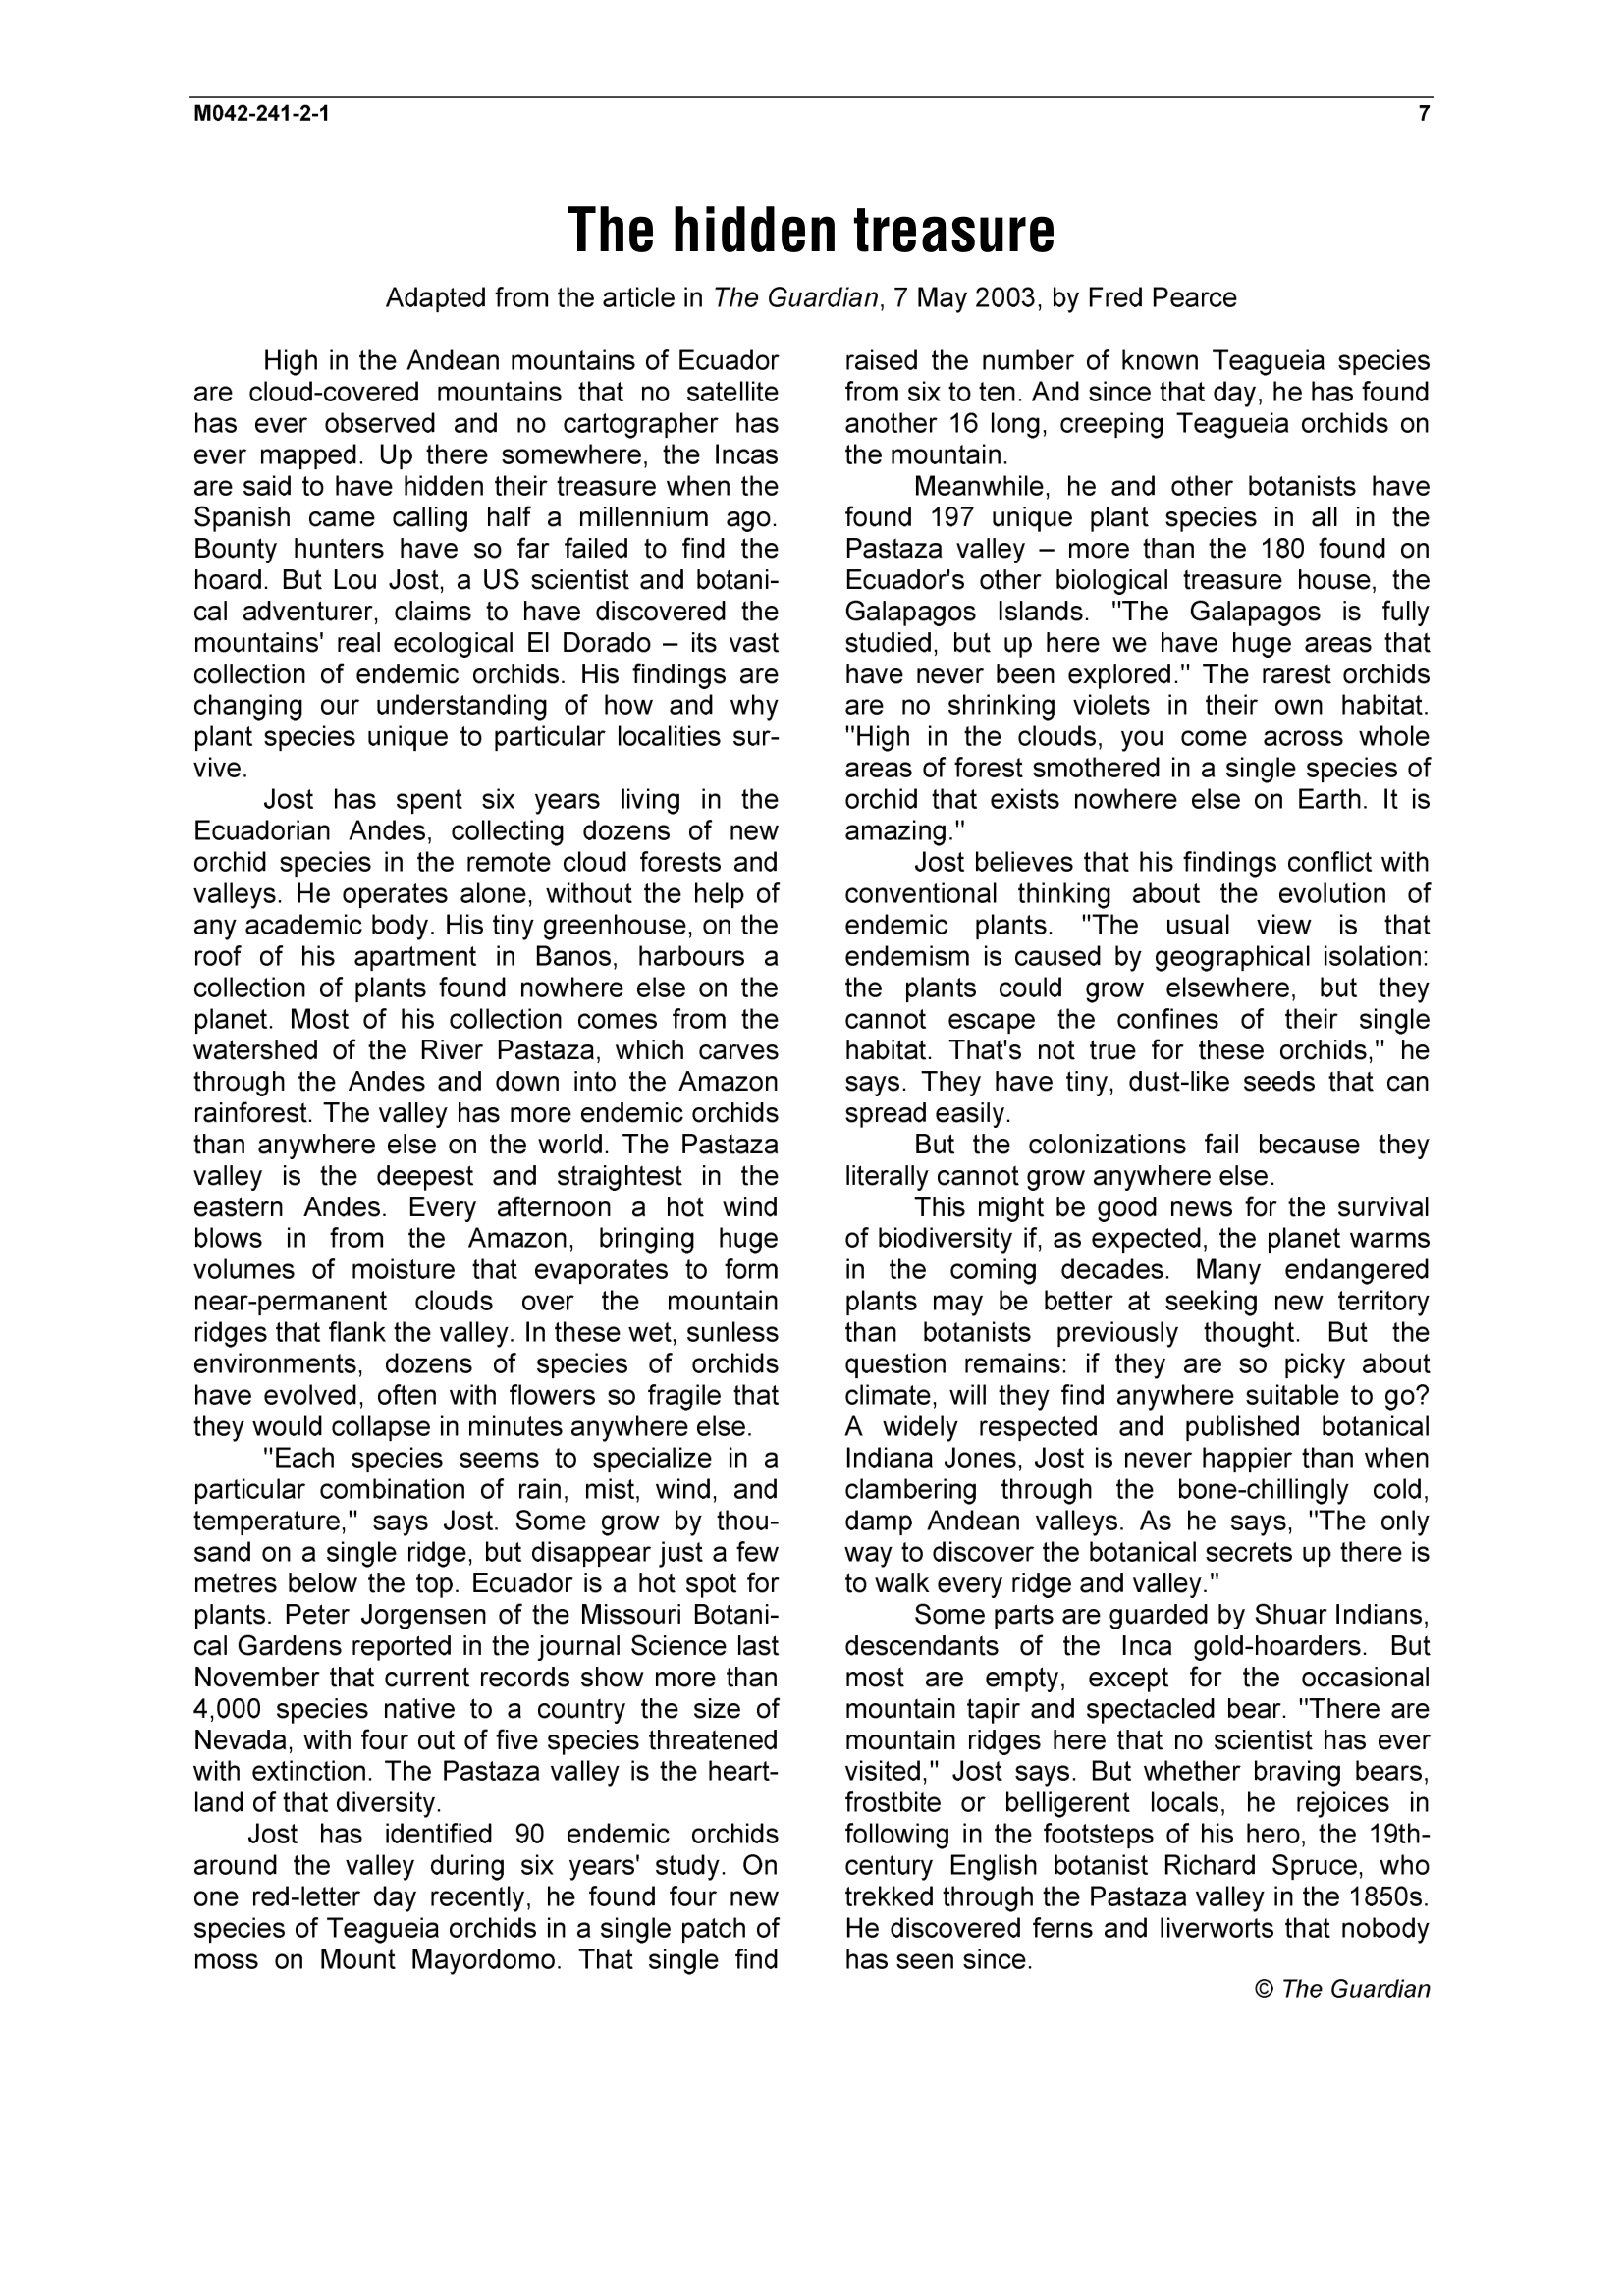 M042-241-2-1 7
The hidden treasure
Adapted from the article in The Guardian, 7 May 2003, by Fred Pearce
High in the Andean mountains of Ecuador
are cloud-covered mountains that no satellite
has ever observed and no cartographer has
ever mapped. Up there somewhere, the Incas
are said to have hidden their treasure when the
Spanish came calling half a millennium ago.
Bounty hunters have so far failed to find the
hoard. But Lou Jost, a US scientist and botani-
cal adventurer, claims to have discovered the
mountains' real ecological El Dorado – its vast
collection of endemic orchids. His findings are
changing our understanding of how and why
plant species unique to particular localities sur-
vive.
Jost has spent six years living in the
Ecuadorian Andes, collecting dozens of new
orchid species in the remote cloud forests and
valleys. He operates alone, without the help of
any academic body. His tiny greenhouse, on the
roof of his apartment in Banos, harbours a
collection of plants found nowhere else on the
planet. Most of his collection comes from the
watershed of the River Pastaza, which carves
through the Andes and down into the Amazon
rainforest. The valley has more endemic orchids
than anywhere else on the world. The Pastaza
valley is the deepest and straightest in the
eastern Andes. Every afternoon a hot wind
blows in from the Amazon, bringing huge
volumes of moisture that evaporates to form
near-permanent clouds over the mountain
ridges that flank the valley. In these wet, sunless
environments, dozens of species of orchids
have evolved, often with flowers so fragile that
they would collapse in minutes anywhere else.
"Each species seems to specialize in a
particular combination of rain, mist, wind, and
temperature," says Jost. Some grow by thou-
sand on a single ridge, but disappear just a few
metres below the top. Ecuador is a hot spot for
plants. Peter Jorgensen of the Missouri Botani-
cal Gardens reported in the journal Science last
November that current records show more than
4,000 species native to a country the size of
Nevada, with four out of five species threatened
with extinction. The Pastaza valley is the heart-
land of that diversity.
Jost has identified 90 endemic orchids
around the valley during six years' study. On
one red-letter day recently, he found four new
species of Teagueia orchids in a single patch of
moss on Mount Mayordomo. That single find
raised the number of known Teagueia species
from six to ten. And since that day, he has found
another 16 long, creeping Teagueia orchids on
the mountain.
Meanwhile, he and other botanists have
found 197 unique plant species in all in the
Pastaza valley – more than the 180 found on
Ecuador's other biological treasure house, the
Galapagos Islands. "The Galapagos is fully
studied, but up here we have huge areas that
have never been explored." The rarest orchids
are no shrinking violets in their own habitat.
"High in the clouds, you come across whole
areas of forest smothered in a single species of
orchid that exists nowhere else on Earth. It is
amazing."
Jost believes that his findings conflict with
conventional thinking about the evolution of
endemic plants. "The usual view is that
endemism is caused by geographical isolation:
the plants could grow elsewhere, but they
cannot escape the confines of their single
habitat. That's not true for these orchids," he
says. They have tiny, dust-like seeds that can
spread easily.
But the colonizations fail because they
literally cannot grow anywhere else.
This might be good news for the survival
of biodiversity if, as expected, the planet warms
in the coming decades. Many endangered
plants may be better at seeking new territory
than botanists previously thought. But the
question remains: if they are so picky about
climate, will they find anywhere suitable to go?
A widely respected and published botanical
Indiana Jones, Jost is never happier than when
clambering through the bone-chillingly cold,
damp Andean valleys. As he says, "The only
way to discover the botanical secrets up there is
to walk every ridge and valley."
Some parts are guarded by Shuar Indians,
descendants of the Inca gold-hoarders. But
most are empty, except for the occasional
mountain tapir and spectacled bear. "There are
mountain ridges here that no scientist has ever
visited," Jost says. But whether braving bears,
frostbite or belligerent locals, he rejoices in
following in the footsteps of his hero, the 19th-
century English botanist Richard Spruce, who
trekked through the Pastaza valley in the 1850s.
He discovered ferns and liverworts that nobody
has seen since.
© The Guardian